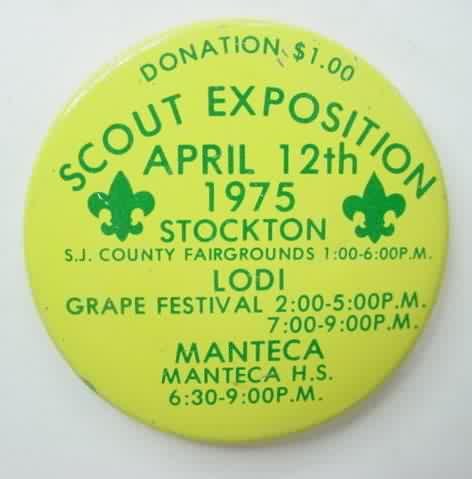 DONATION $1.00
SCOUT EXPOSITION
APRIL 12th
1975
STOCKTON
S.J. COUNTY FAIRGROUNDS 1:00-6:00P.M.
LODI
GRAPE FESTIVAL 2:00-5:00P.M.
7:00-9:00P.M.
MANTECA
MANTECA H.S.
6:30-9:00P.M.